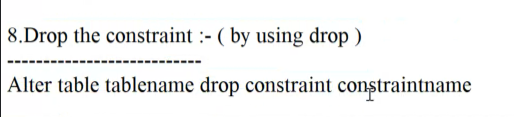 8.Drop the constraint :- ( by using drop )
---------------------------
Alter table tablename drop constraint constraintname